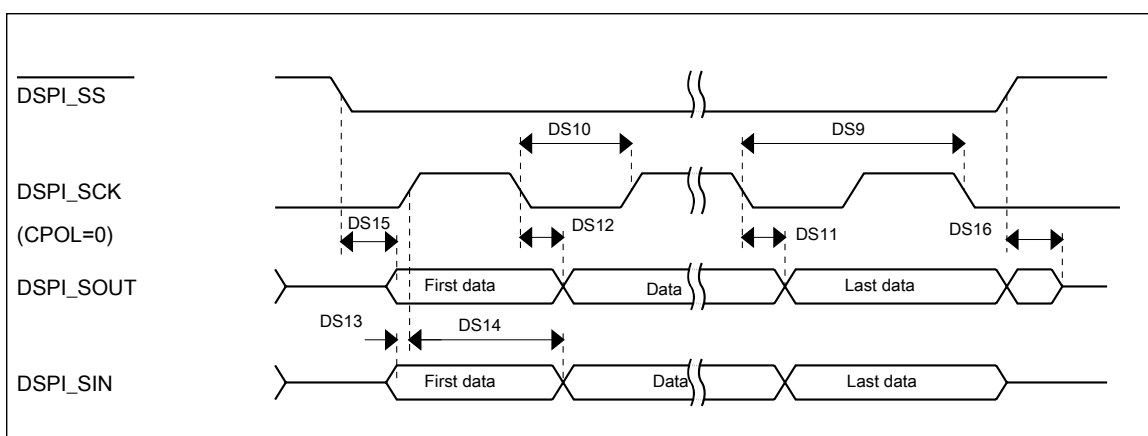 DSPI_SS
DS10
DS9
DSPI_SCK
(CPOL=0)
DS15
DS12
DS11
DS16
DSPI_SOUT
First data
Data
Last data
DS13
DS14
DSPI_SIN
First data
Data
Last data